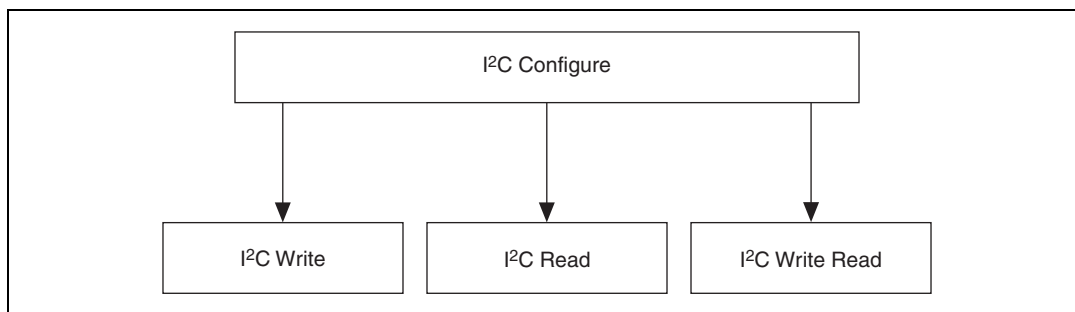 I²C Configure
I²C Write
I²C Read
I²C Write Read